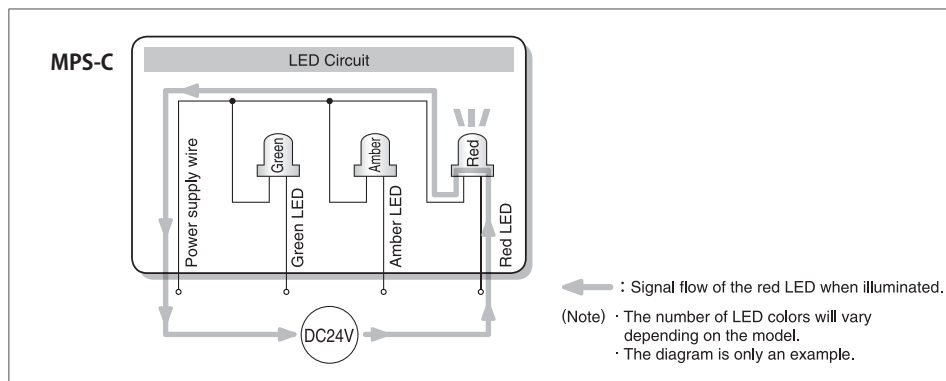 MPS-C
LED Circuit
Green
Amber
Red
Power supply wire
Green LED
Amber LED
Red LED
DC24V
: Signal flow of the red LED when illuminated.
(Note) · The number of LED colors will vary
depending on the model.
· The diagram is only an example.